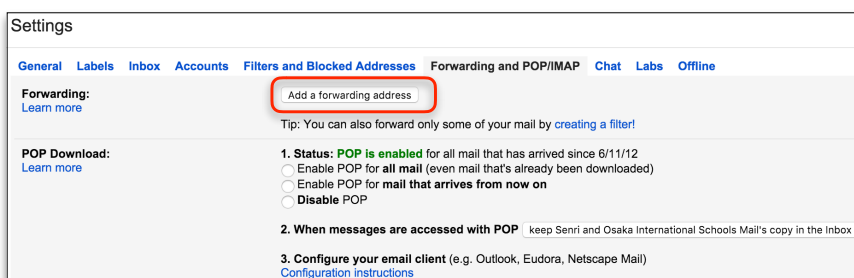 Settings
General Labels Inbox Accounts Filters and Blocked Addresses Forwarding and POP/IMAP Chat Labs Offline
Forwarding:
Learn more
Add a forwarding address
Tip: You can also forward only some of your mail by creating a filter!
POP Download:
Learn more
1. Status: POP is enabled for all mail that has arrived since 6/11/12
Enable POP for all mail (even mail that's already been downloaded)
Enable POP for mail that arrives from now on
Disable POP
2. When messages are accessed with POP keep Senri and Osaka International Schools Mail's copy in the Inbox
3. Configure your email client (e.g. Outlook, Eudora, Netscape Mail)
Configuration instructions